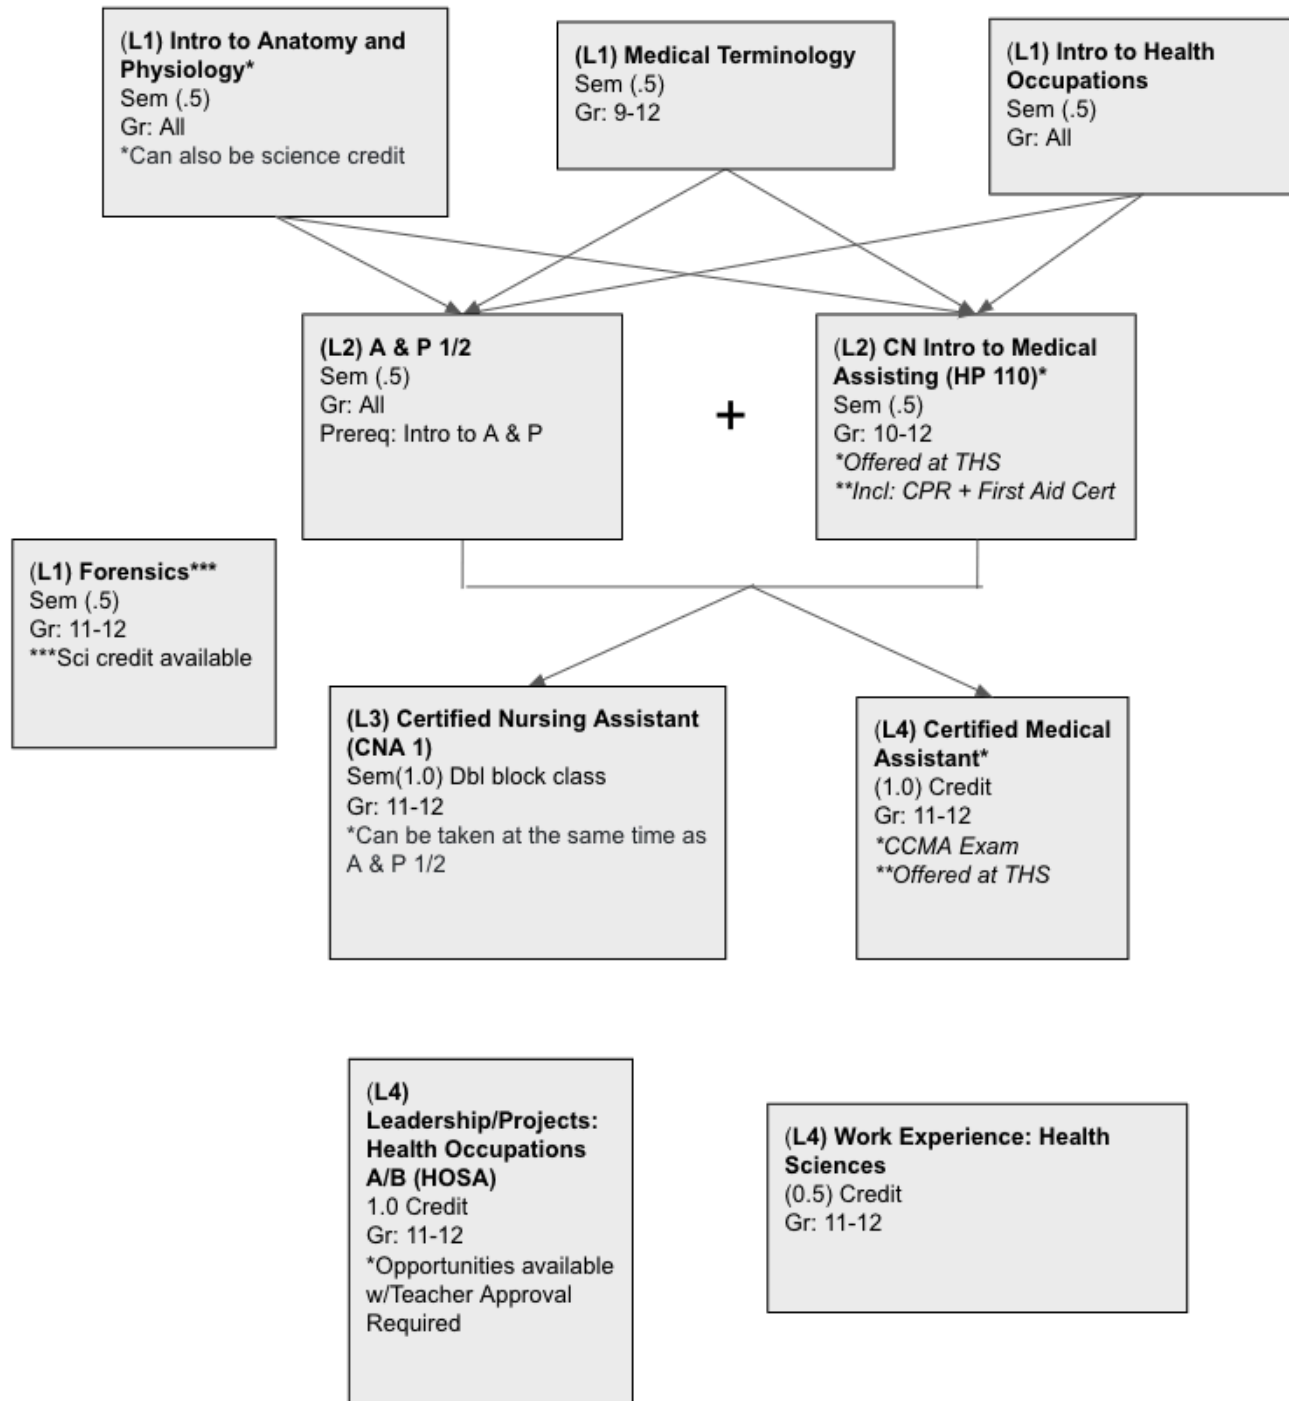 (L1) Intro to Anatomy and
Physiology*
Sem (.5)
Gr: All
*Can also be science credit
(L1) Medical Terminology
Sem (.5)
Gr: 9-12
(L1) Intro to Health
Occupations
Sem (.5)
Gr: All
(L2) A & P 1/2
Sem (.5)
Gr: All
Prereq: Intro to A & P
+
(L2) CN Intro to Medical
Assisting (HP 110)*
Sem (.5)
Gr: 10-12
*Offered at THS
**Incl: CPR + First Aid Cert
(L1) Forensics***
Sem (.5)
Gr: 11-12
***Sci credit available
(L3) Certified Nursing Assistant
(CNA 1)
Sem(1.0) Dbl block class
Gr: 11-12
*Can be taken at the same time as
A & P 1/2
(L4) Certified Medical
Assistant*
(1.0) Credit
Gr: 11-12
*CCMA Exam
**Offered at THS
(L4)
Leadership/Projects:
Health Occupations
A/B (HOSA)
1.0 Credit
Gr: 11-12
*Opportunities available
w/Teacher Approval
Required
(L4) Work Experience: Health
Sciences
(0.5) Credit
Gr: 11-12